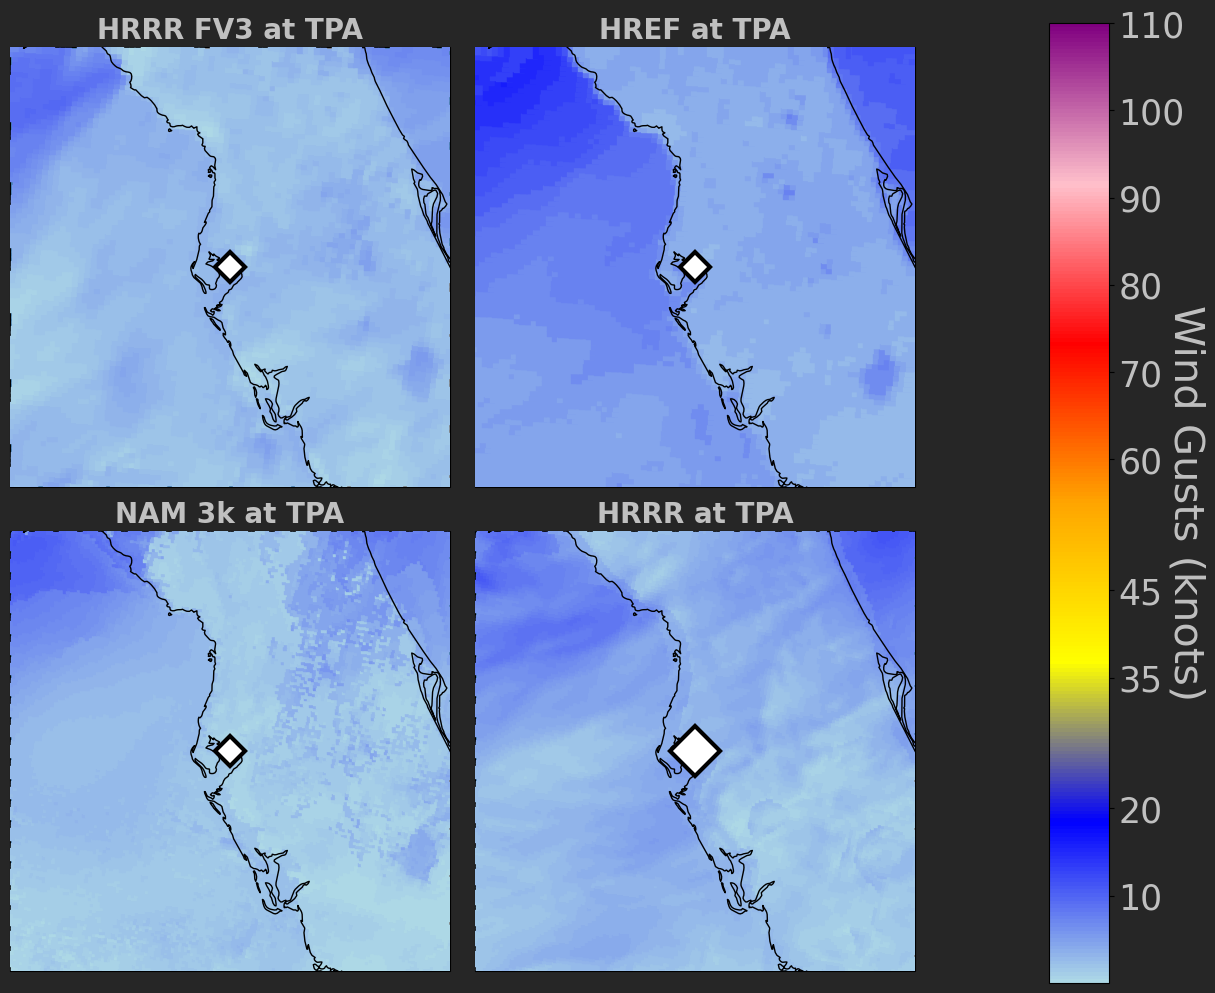 HRRR FV3 at TPA
HREF at TPA
NAM 3k at TPA
HRRR at TPA
110
100
90
80
70
60
45
35
20
10
Wind Gusts (knots)